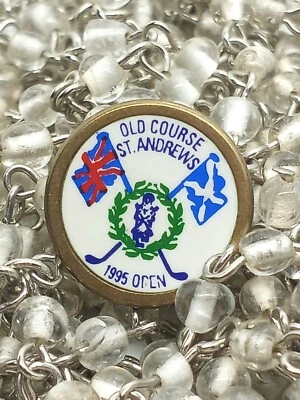 OLD COURSE
ST. ANDREWS
1995 OPEN